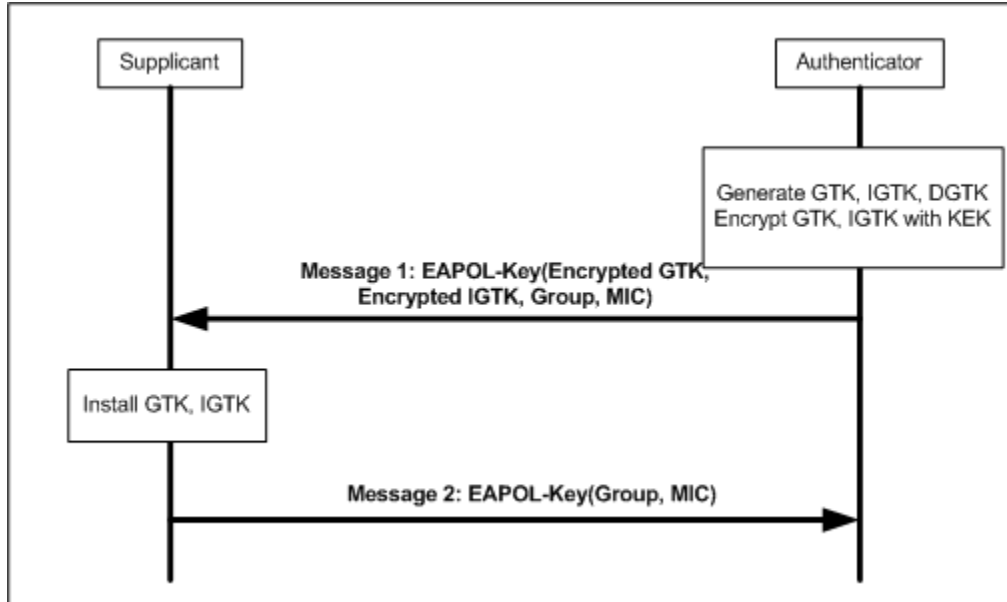 Supplicant
Authenticator
Generate GTK, IGTK, DGTK
Encrypt GTK, IGTK with KEK
Message 1: EAPOL-Key(Encrypted GTK,
Encrypted IGTK, Group, MIC)
Install GTK, IGTK
Message 2: EAPOL-Key(Group, MIC)